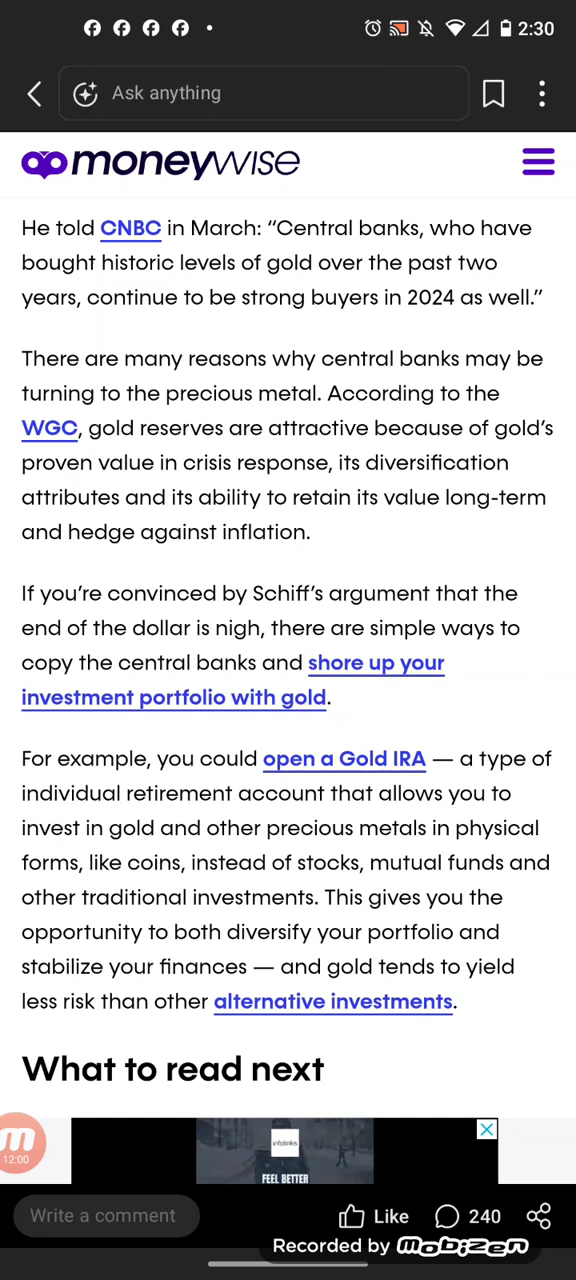 2:30
Ask anything
moneywise
He told CNBC in March: “Central banks, who have
bought historic levels of gold over the past two
years, continue to be strong buyers in 2024 as well.”
There are many reasons why central banks may be
turning to the precious metal. According to the
WGC, gold reserves are attractive because of gold’s
proven value in crisis response, its diversification
attributes and its ability to retain its value long-term
and hedge against inflation.
If you’re convinced by Schiff’s argument that the
end of the dollar is nigh, there are simple ways to
copy the central banks and shore up your
investment portfolio with gold.
For example, you could open a Gold IRA — a type of
individual retirement account that allows you to
invest in gold and other precious metals in physical
forms, like coins, instead of stocks, mutual funds and
other traditional investments. This gives you the
opportunity to both diversify your portfolio and
stabilize your finances — and gold tends to yield
less risk than other alternative investments.
What to read next
12:00
infolinks
FEEL BETTER
Write a comment
Like
240
Recorded by mobizen